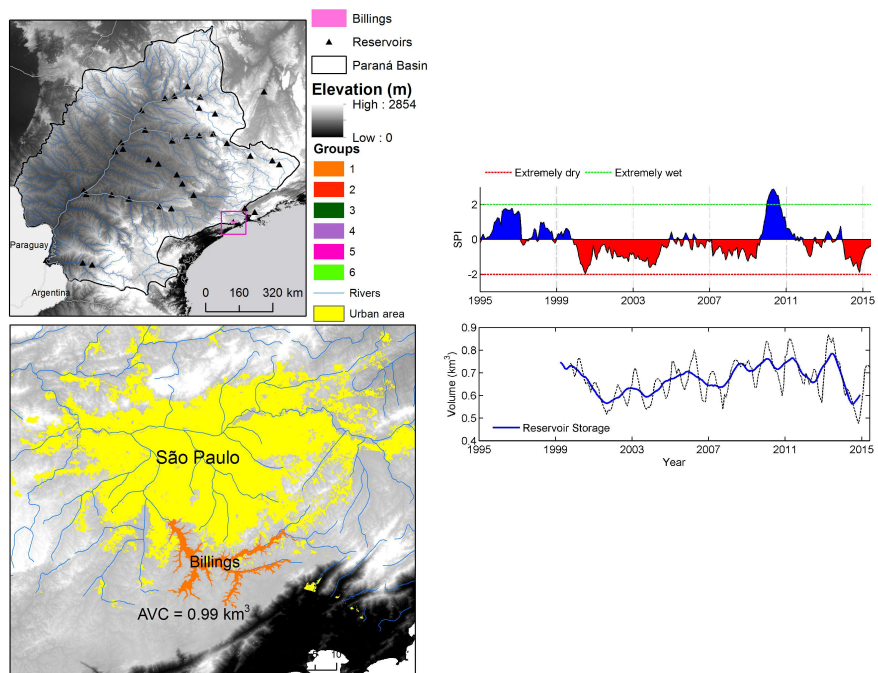 Billings
Reservoirs
Paraná Basin
Elevation (m)
High : 2854
Low : 0
Groups
1
2
3
4
5
6
Rivers
Urban area
Paraguay
Argentina
0 160 320 km
São Paulo
Billings
AVC = 0.99 km³
10
Extremely dry Extremely wet
SPI
2
0
-2
1995 1999 2003 2007 2011 2015
Volume (km³)
0.9
0.8
0.7
0.6
0.5
0.4
Reservoir Storage
1995 1999 2003 2007 2011 2015
Year